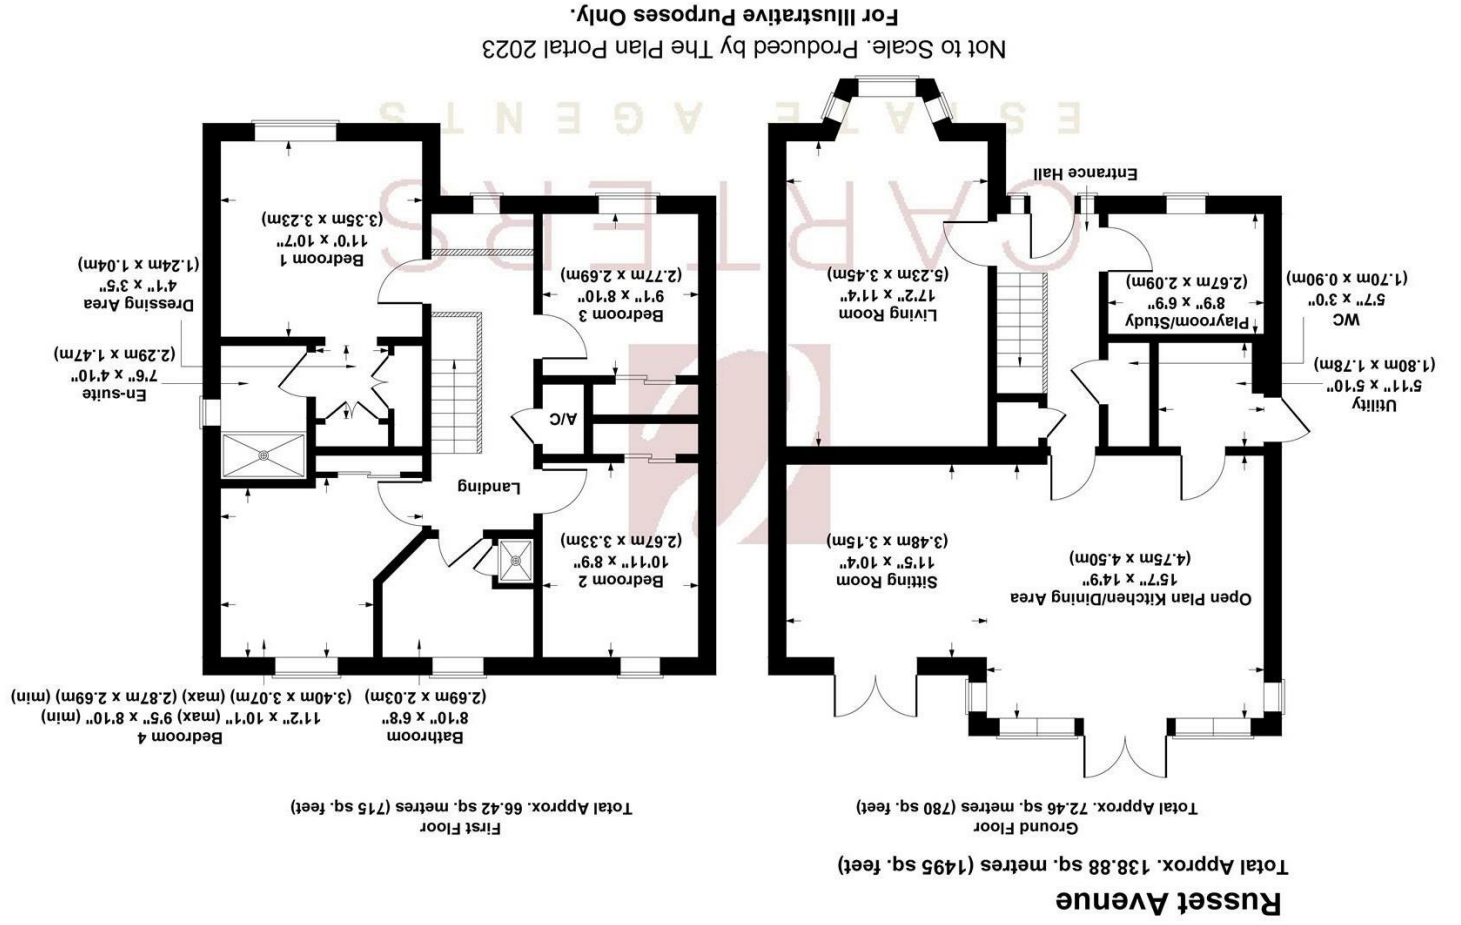 Russet Avenue
Total Approx. 138.88 sq. metres (1495 sq. feet)
Ground Floor
Total Approx. 72.46 sq. metres (780 sq. feet)
Open Plan Kitchen/Dining Area
15'7" x 14'9"
(4.75m x 4.50m)
Sitting Room
11'5" x 10'4
(3.48m x 3.15m)
Utility
5'11" x 5'10"
(1.80m x 1.78m)
WC
5'7" x 3'0"
(1.70m x 0.90m)
Playroom/Study
8'9" x 6'9"
(2.67m x 2.09m)
Living Room
17'2" x 11'4"
(5.23m x 3.45m)
Entrance Hall
First Floor
Total Approx. 66.42 sq. metres (715 sq. feet)
Bathroom
8'10" x 6'8"
(2.69m x 2.03m)
Bedroom 4
11'2" x 10'1" (max) 9'5" x 8'10" (min)
(3.40m x 3.07m) (max) (2.87m x 2.69m) (min)
Bedroom 2
10'11" x 8'9"
(2.67m x 3.33m)
Landing
A/C
En-suite
7'6" x 4'10"
(2.29m x 1.47m)
Bedroom 3
9'1" x 8'10"
(2.77m x 2.69m)
Dressing Area
4'1" x 3'5"
(1.24m x 1.04m)
Bedroom 1
11'0" x 10'7"
(3.35m x 3.23m)
CARTERS
ESTATE AGENTS
Not to Scale. Produced by The Plan Portal 2023
For Illustrative Purposes Only.